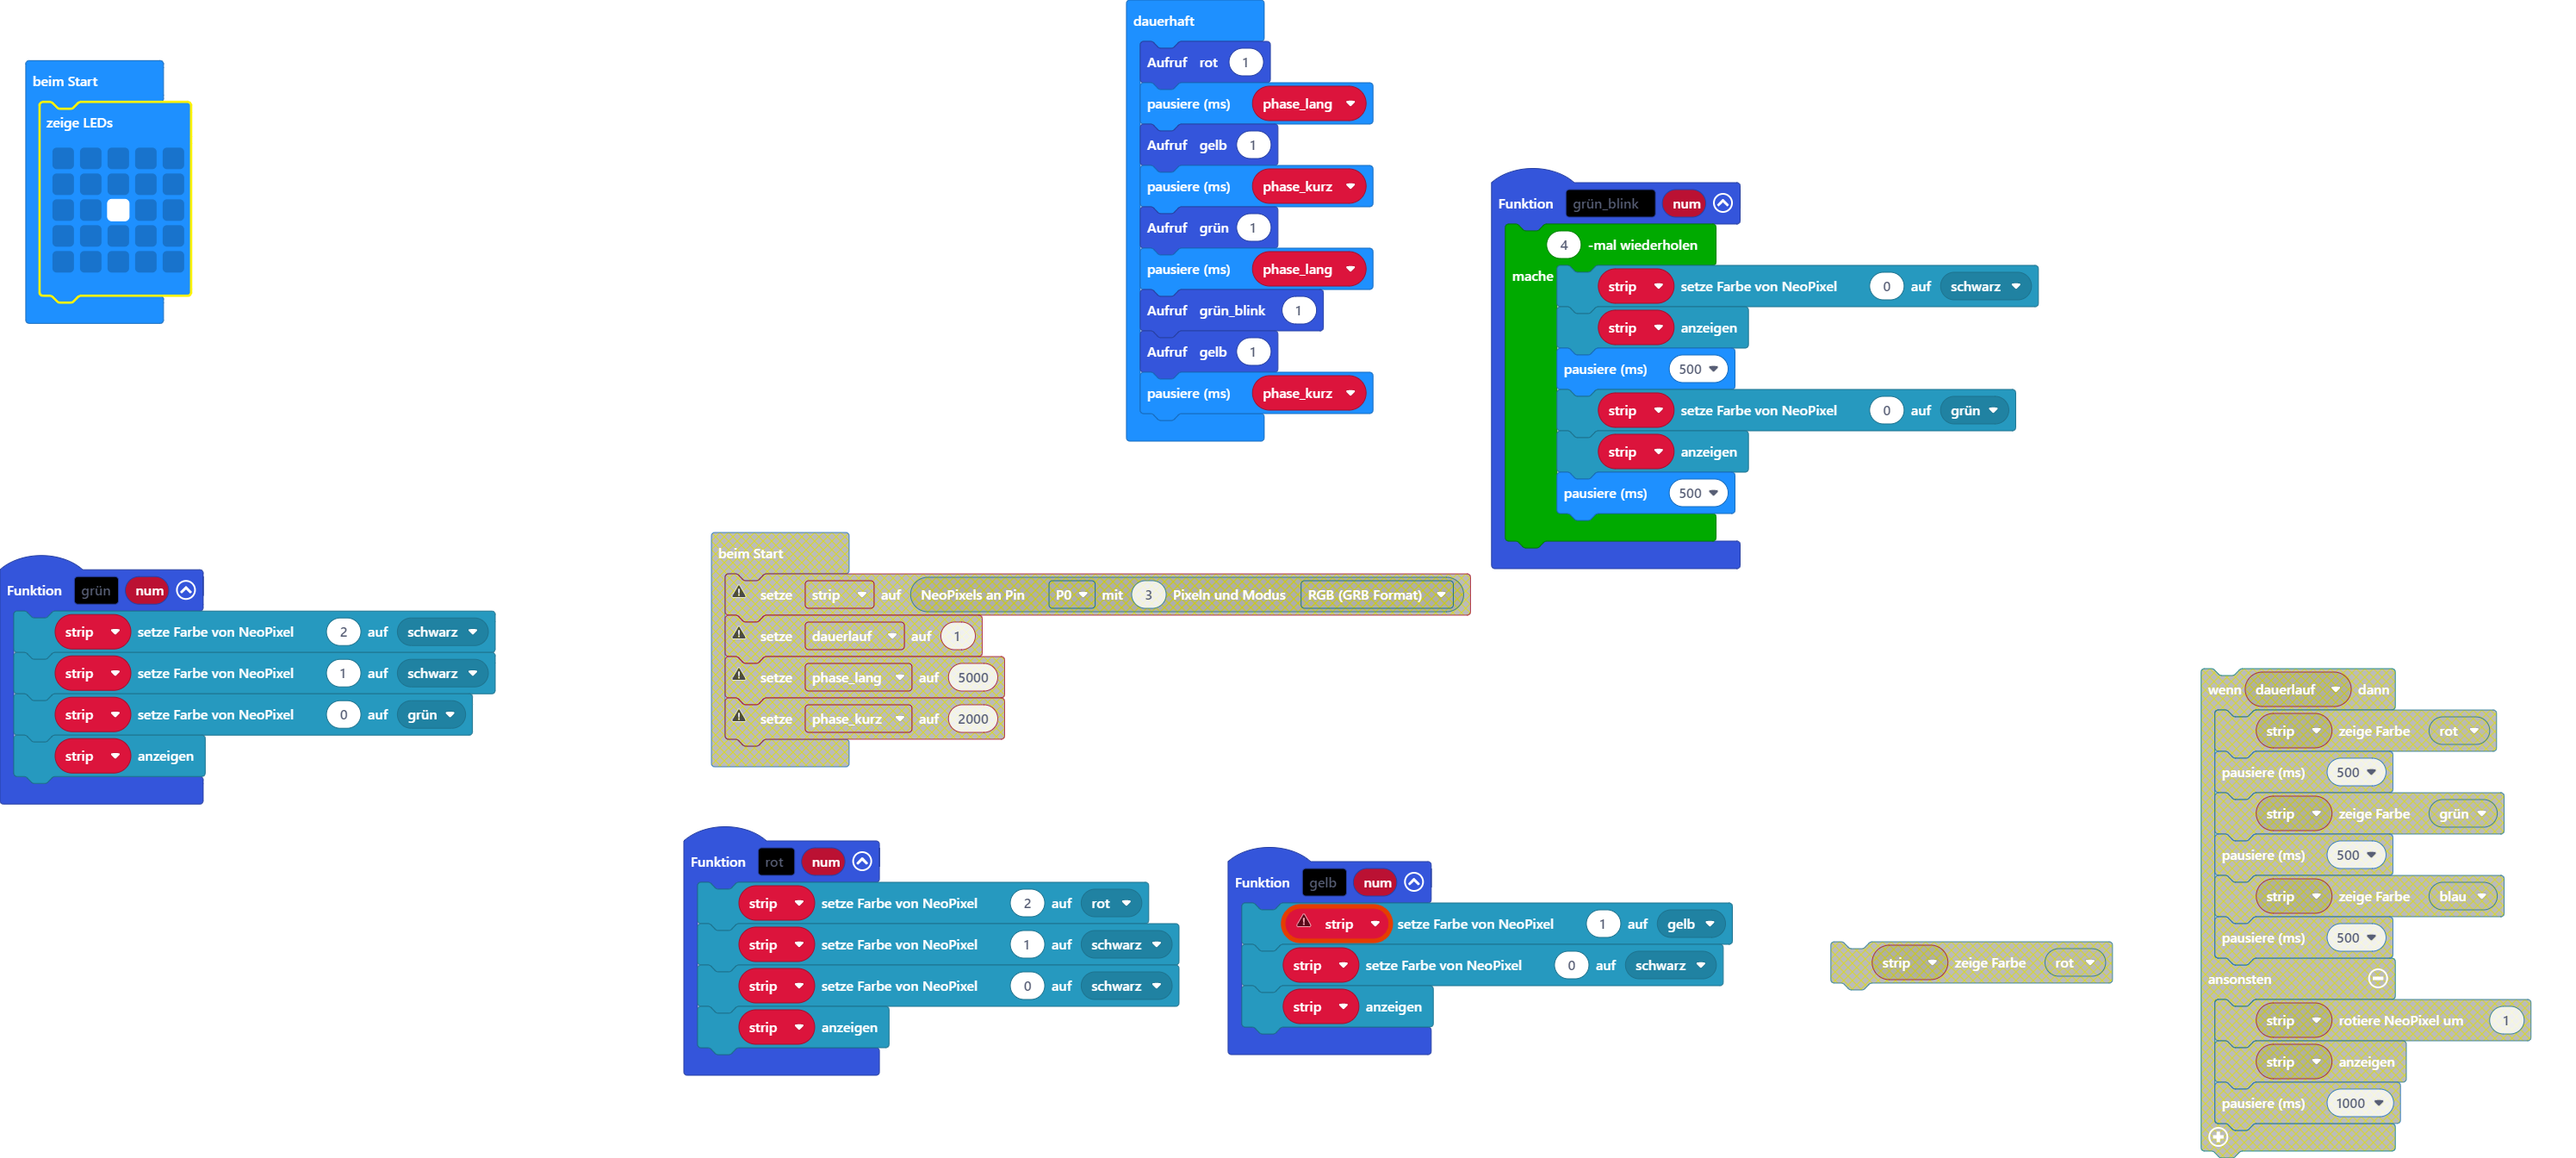 beim Start
zeige LEDs
dauerhaft
Aufruf rot 1
pausiere (ms) phase_lang
Aufruf gelb 1
pausiere (ms) phase_kurz
Aufruf grün 1
pausiere (ms) phase_lang
Aufruf grün_blink 1
Aufruf gelb 1
pausiere (ms) phase_kurz
Funktion grün_blink num
4 -mal wiederholen
mache
strip setze Farbe von NeoPixel 0 auf schwarz
strip anzeigen
pausiere (ms) 500
strip setze Farbe von NeoPixel 0 auf grün
strip anzeigen
pausiere (ms) 500
Funktion grün num
strip setze Farbe von NeoPixel 2 auf schwarz
strip setze Farbe von NeoPixel 1 auf schwarz
strip setze Farbe von NeoPixel 0 auf grün
strip anzeigen
beim Start
setze strip auf NeoPixels an Pin P0 mit 3 Pixeln und Modus RGB (GRB Format)
setze dauerlauf auf 1
setze phase_lang auf 5000
setze phase_kurz auf 2000
Funktion rot num
strip setze Farbe von NeoPixel 2 auf rot
strip setze Farbe von NeoPixel 1 auf schwarz
strip setze Farbe von NeoPixel 0 auf schwarz
strip anzeigen
Funktion gelb num
strip setze Farbe von NeoPixel 1 auf gelb
strip setze Farbe von NeoPixel 0 auf schwarz
strip anzeigen
strip zeige Farbe rot
wenn dauerlauf dann
strip zeige Farbe rot
pausiere (ms) 500
strip zeige Farbe grün
pausiere (ms) 500
strip zeige Farbe blau
pausiere (ms) 500
ansonsten
strip rotiere NeoPixel um 1
strip anzeigen
pausiere (ms) 1000